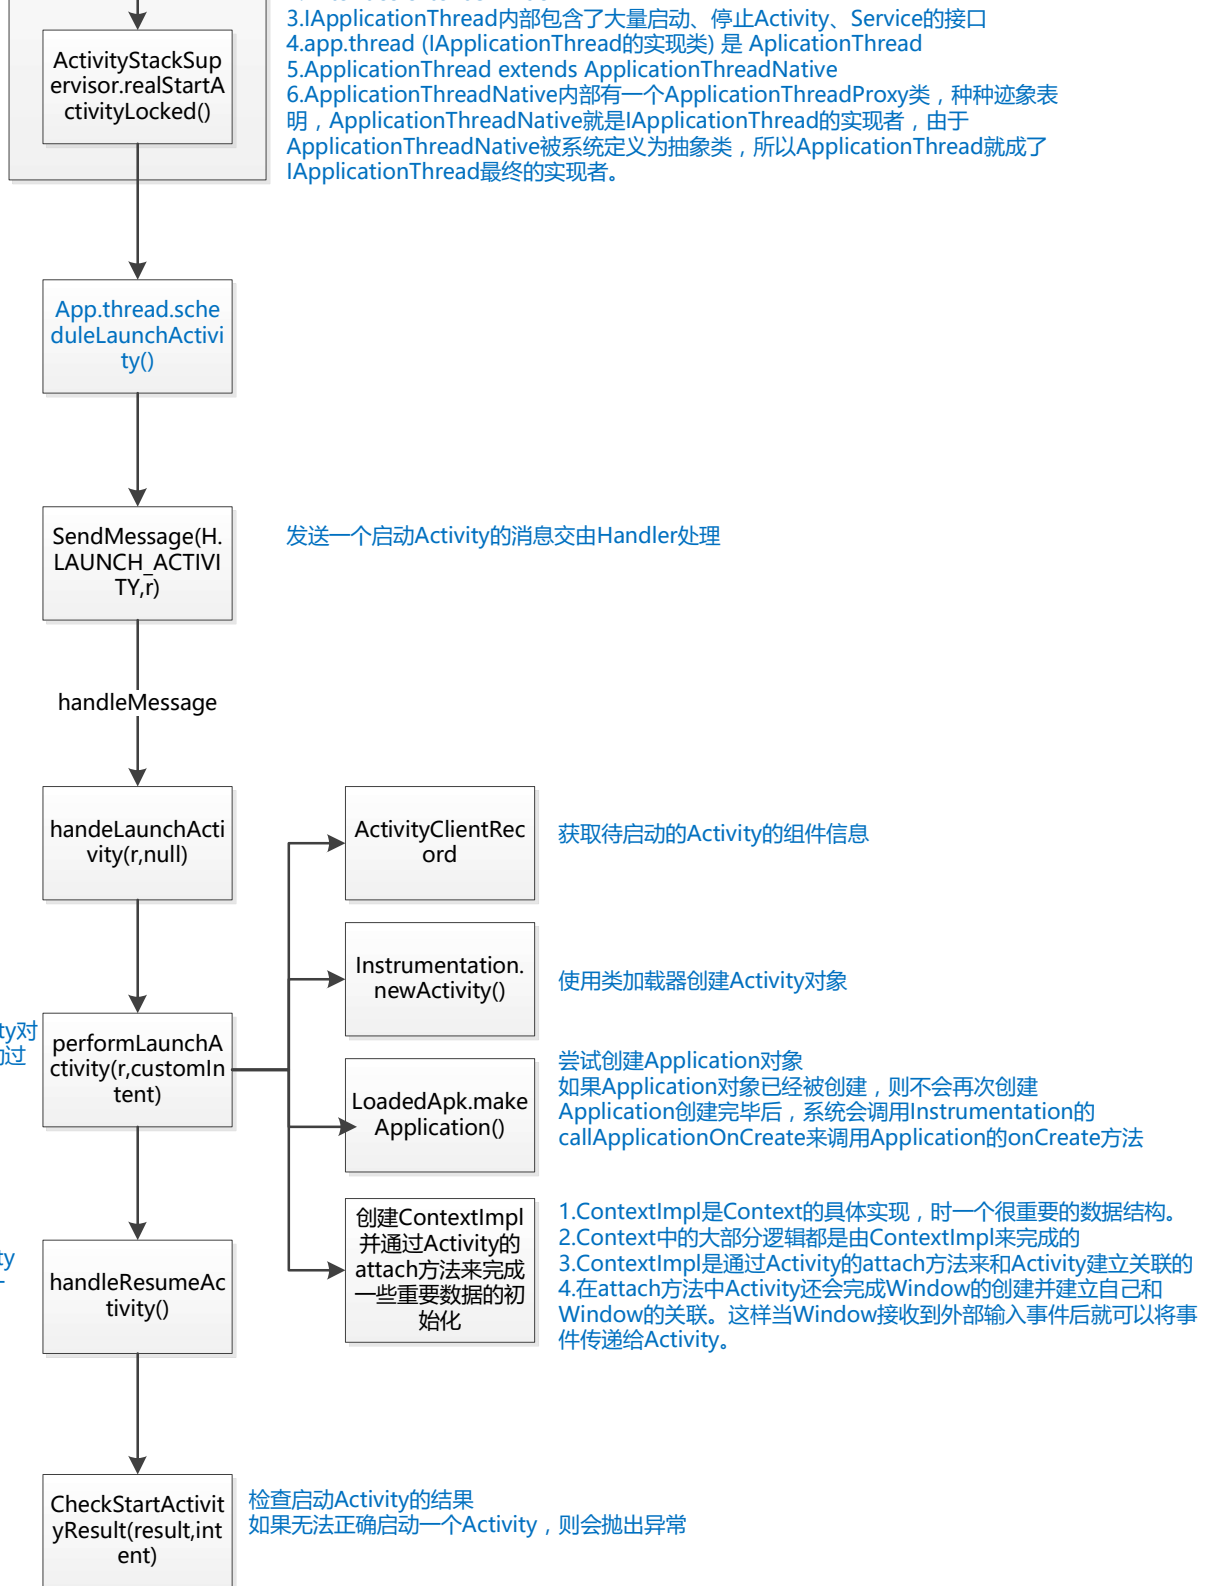 3.IApplicationThread内部包含了大量启动、停止Activity、Service的接口
4.app.thread (IApplicationThread的实现类) 是 AplicationThread
5.ApplicationThread extends ApplicationThreadNative
6.ApplicationThreadNative内部有一个ApplicationThreadProxy类，种种迹象表
明，ApplicationThreadNative就是IApplicationThread的实现者，由于
ApplicationThreadNative被系统定义为抽象类，所以ApplicationThread就成了
IApplicationThread最终的实现者。
ActivityStackSup
ervisor.realStartA
ctivityLocked()
App.thread.sche
duleLaunchActivi
ty()
SendMessage(H.
LAUNCH_ACTIVI
TY,r)
发送一个启动Activity的消息交由Handler处理
handleMessage
handeLaunchActi
vity(r,null)
ActivityClientRec
ord
获取待启动的Activity的组件信息
Instrumentation.
newActivity()
使用类加载器创建Activity对象
ty对
过
performLaunchA
ctivity(r,customIn
tent)
LoadedApk.make
Application()
尝试创建Application对象
如果Application对象已经被创建，则不会再次创建
Application创建完毕后，系统会调用Instrumentation的
callApplicationOnCreate来调用Application的onCreate方法
创建ContextImpl
并通过Activity的
attach方法来完成
一些重要数据的初
始化
1.ContextImpl是Context的具体实现，时一个很重要的数据结构。
2.Context中的大部分逻辑都是由ContextImpl来完成的
3.ContextImpl是通过Activity的attach方法来和Activity建立关联的
4.在attach方法中Activity还会完成Window的创建并建立自己和
Window的关联。这样当Window接收到外部输入事件后就可以将事
件传递给Activity。
ty
handleResumeAc
tivity()
CheckStartActivit
yResult(result,int
ent)
检查启动Activity的结果
如果无法正确启动一个Activity，则会抛出异常